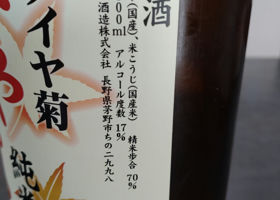 酒
(国産)、米こうじ(国産米) 精米歩合 70%
00ml アルコール度数 17%
酒造株式会社 長野県茅野市ちの二九九八
イヤ菊
純米